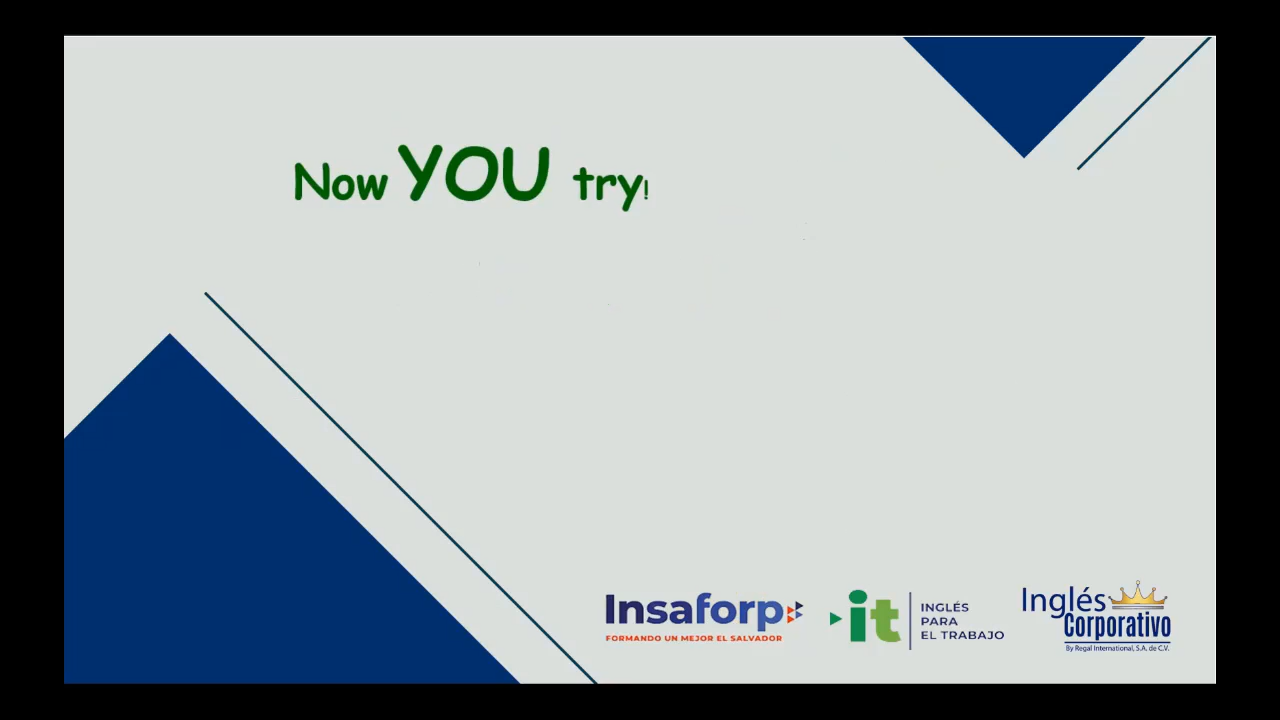 Now YOU try!
Insaforp
FORMANDO UN MEJOR EL SALVADOR
it
INGLÉS
PARA
EL TRABAJO
Inglés
Corporativo
By Regal International, S.A. de C.V.